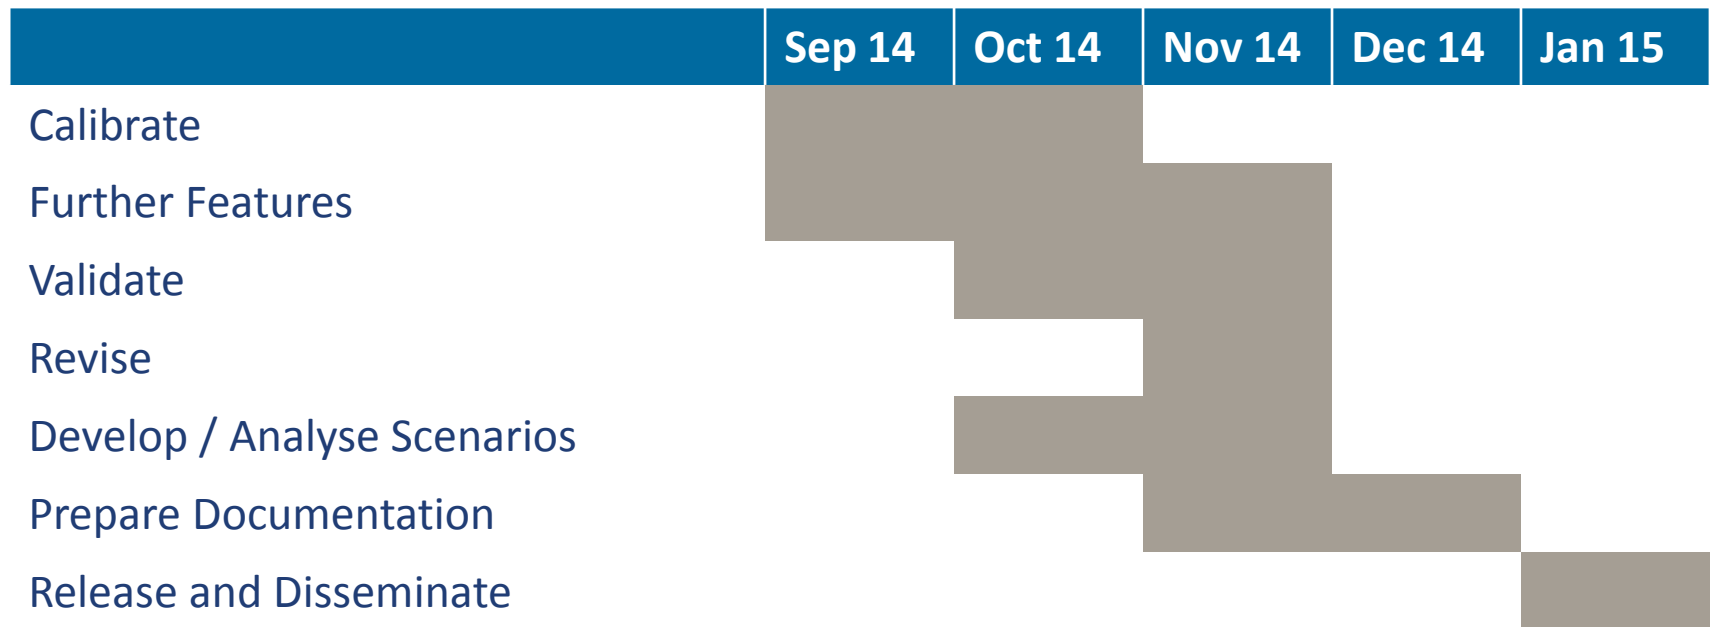 Sep 14 Oct 14 Nov 14 Dec 14 Jan 15
Calibrate
Further Features
Validate
Revise
Develop / Analyse Scenarios
Prepare Documentation
Release and Disseminate